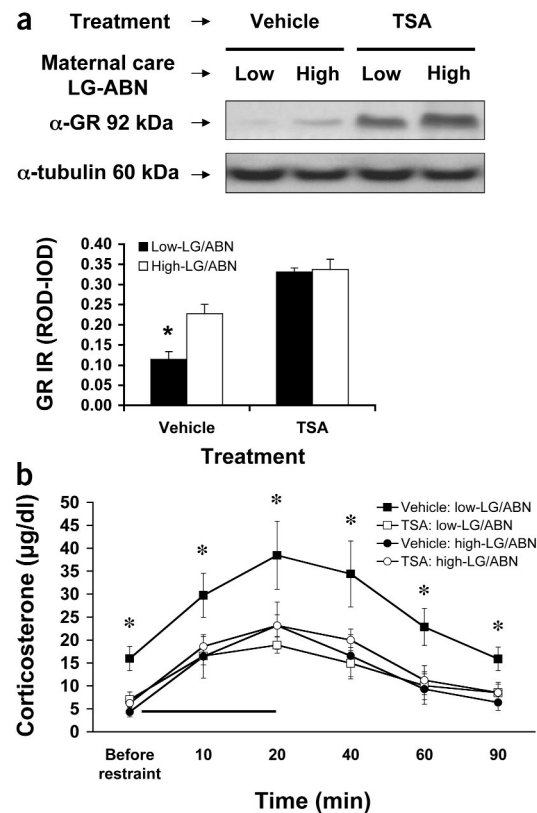 a
Treatment → Vehicle TSA
Maternal care LG-ABN → Low High Low High
α-GR 92 kDa →
α-tubulin 60 kDa →
GR IR (ROD-IOD)
0.40
0.35
0.30
0.25
0.20
0.15
0.10
0.05
0.00
Low-LG/ABN
High-LG/ABN
*
Vehicle TSA
Treatment
b
Corticosterone (µg/dl)
50
45
40
35
30
25
20
15
10
5
0
Vehicle: low-LG/ABN
TSA: low-LG/ABN
Vehicle: high-LG/ABN
TSA: high-LG/ABN
* * * * * *
Before restraint 10 20 40 60 90
Time (min)